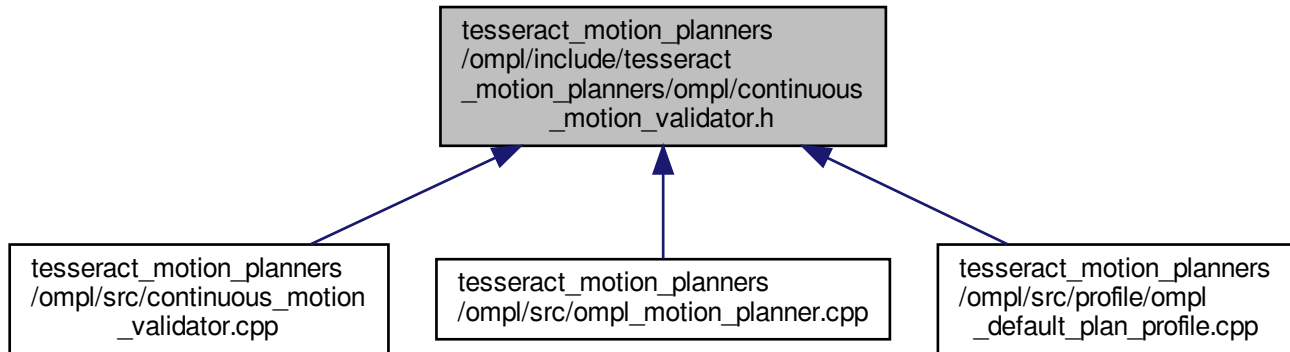 tesseract_motion_planners
/ompl/include/tesseract
_motion_planners/ompl/continuous
_motion_validator.h
tesseract_motion_planners
/ompl/src/continuous_motion
_validator.cpp
tesseract_motion_planners
/ompl/src/ompl_motion_planner.cpp
tesseract_motion_planners
/ompl/src/profile/ompl
_default_plan_profile.cpp